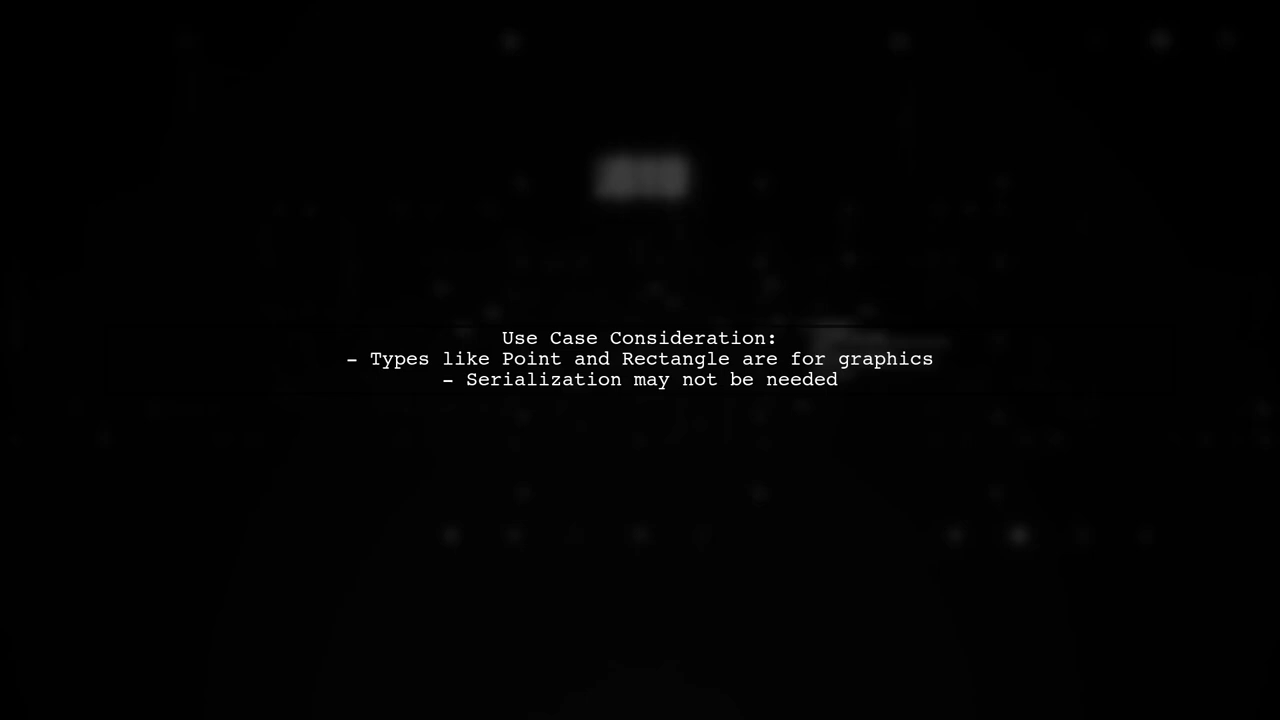 Use Case Consideration:
– Types like Point and Rectangle are for graphics
– Serialization may not be needed